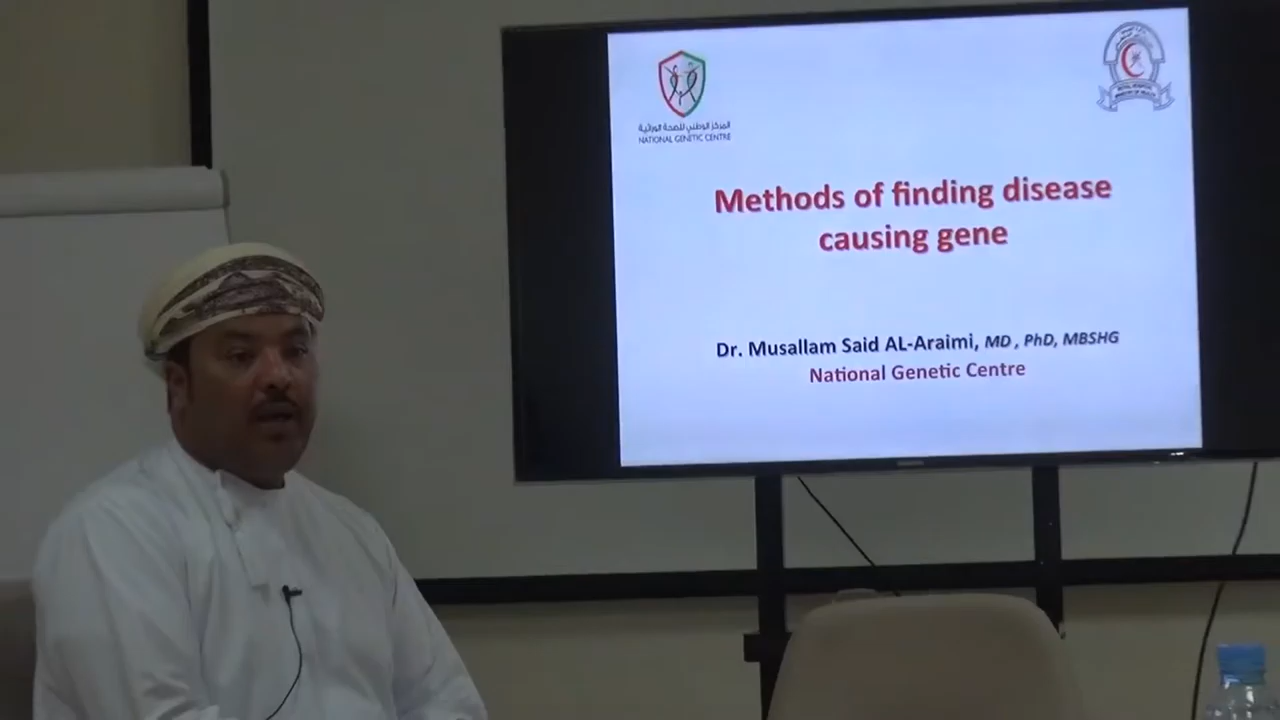 المركز الوطني للصحة الوراثية
NATIONAL GENETIC CENTRE
Methods of finding disease
causing gene
Dr. Musallam Said AL-Araimi, MD , PhD, MBSHG
National Genetic Centre